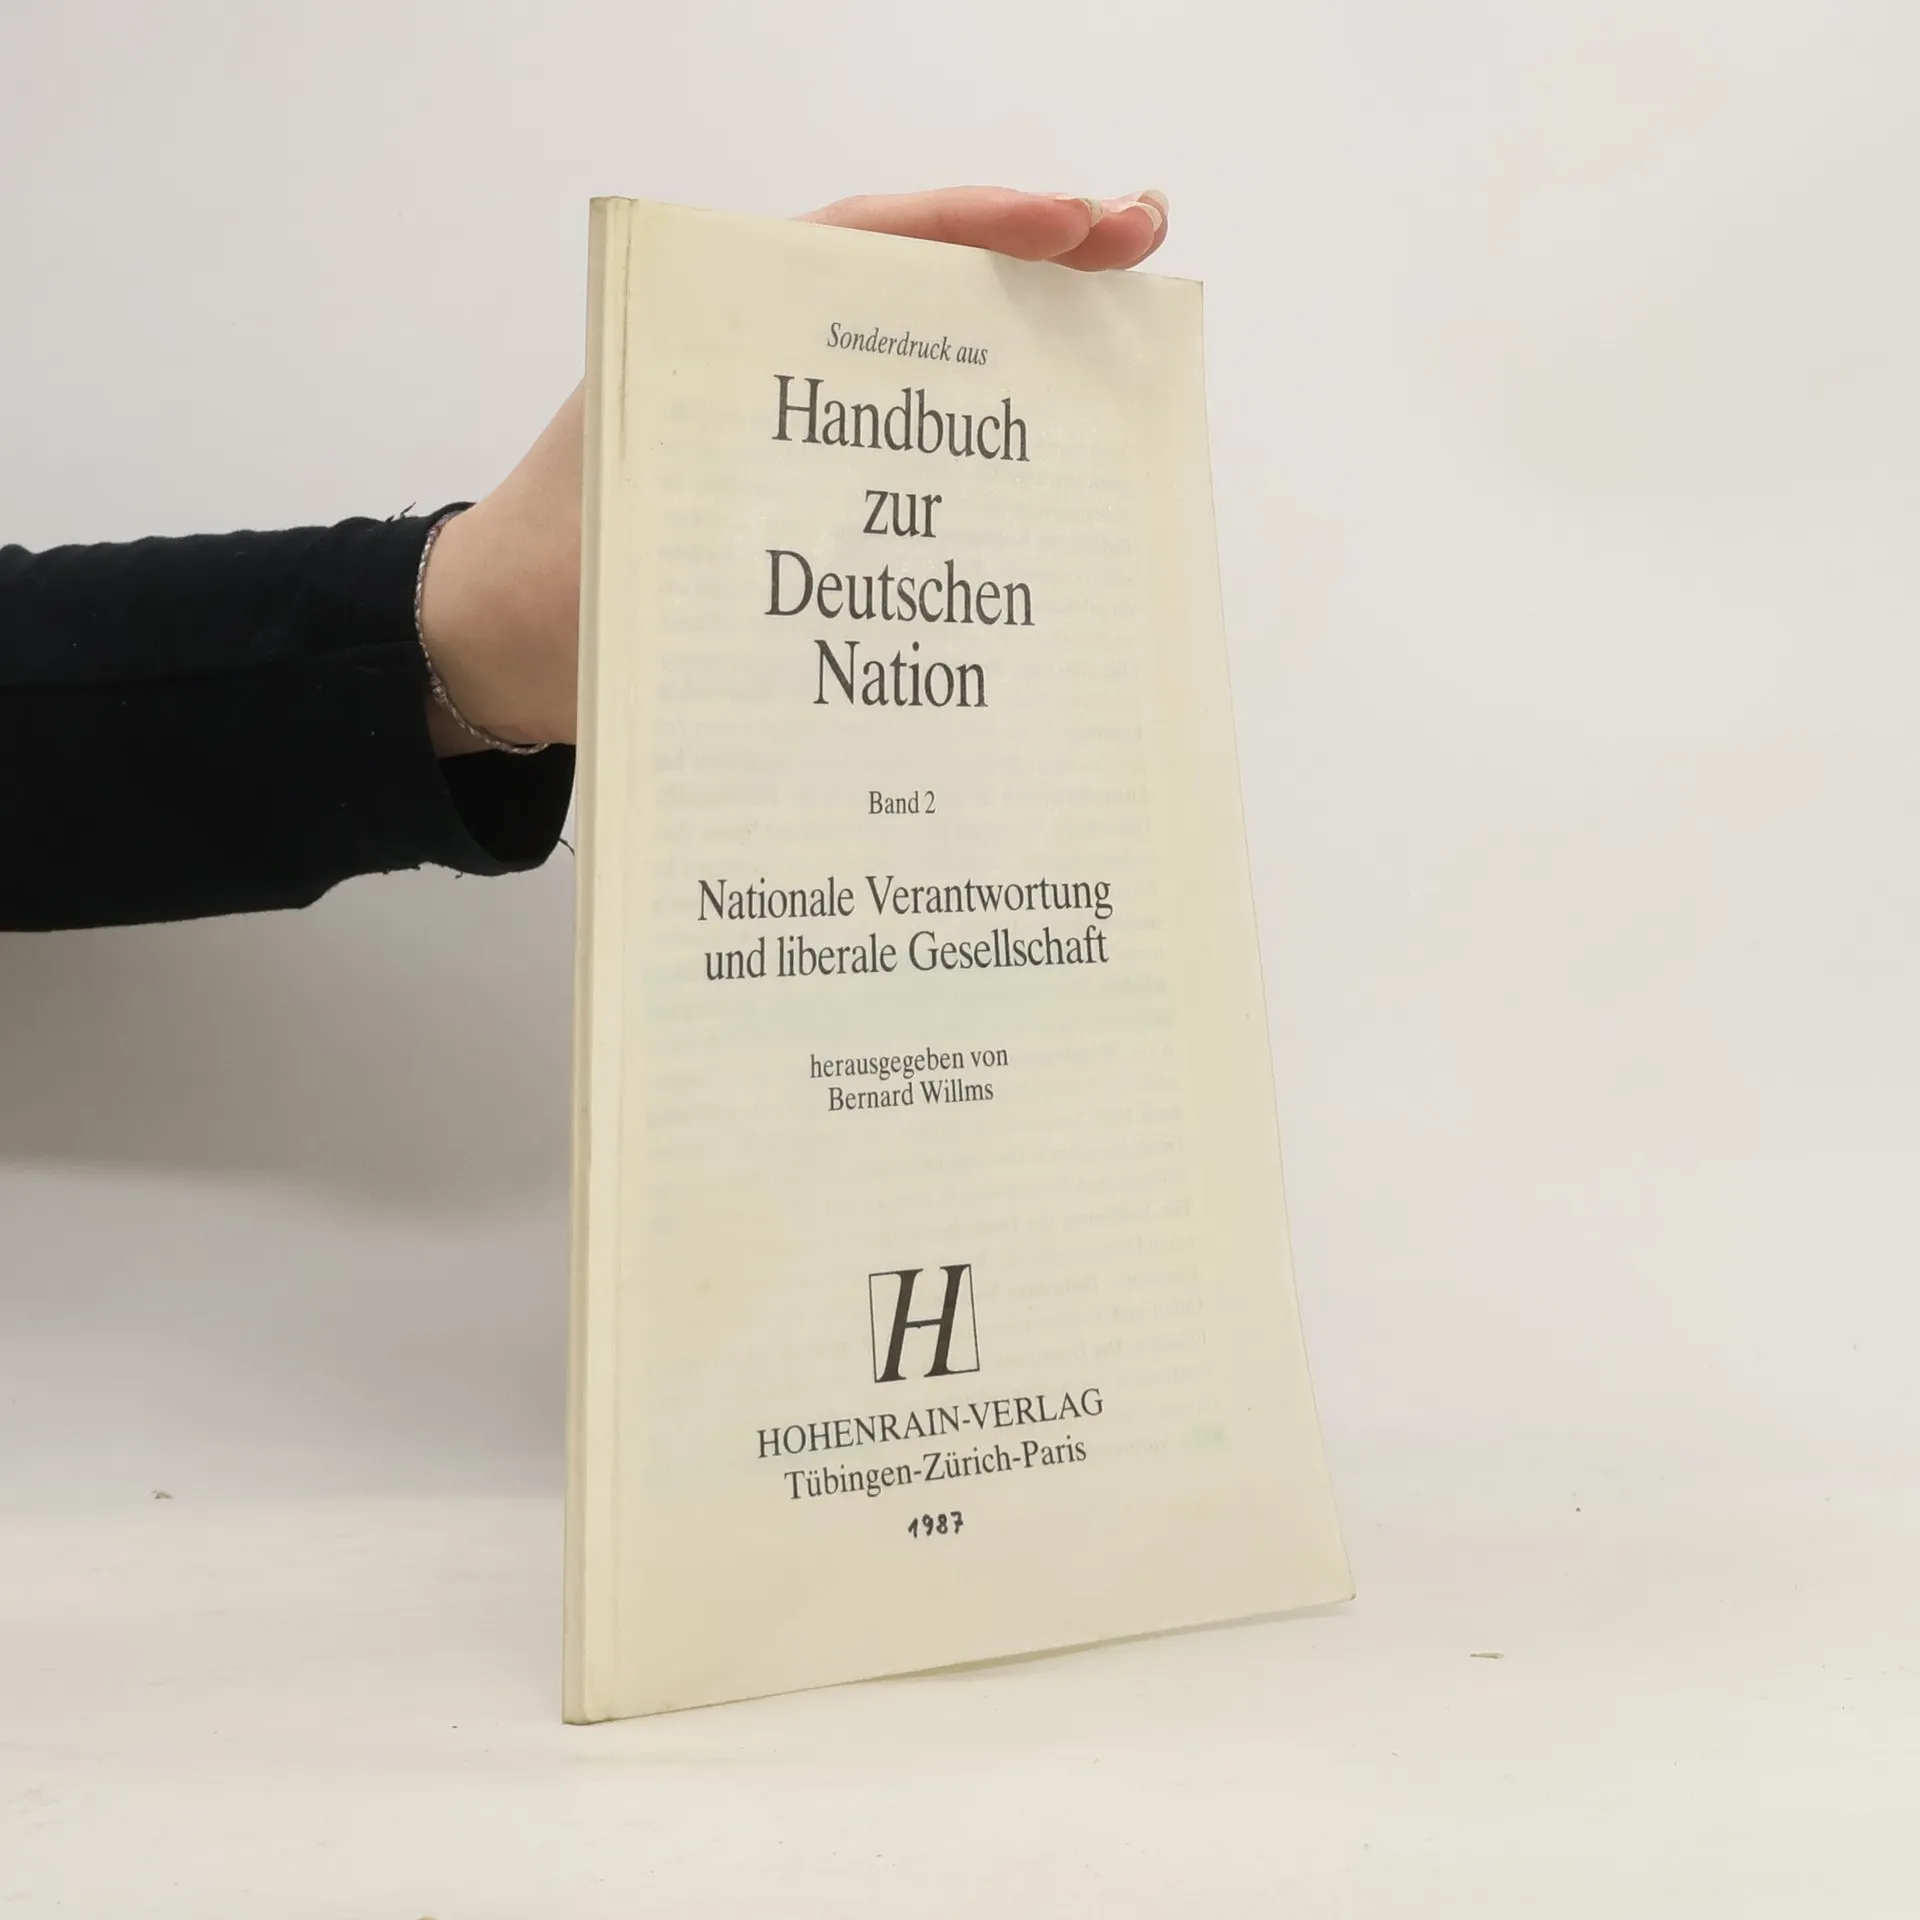 Sonderdruck aus
Handbuch
zur
Deutschen
Nation
Band 2
Nationale Verantwortung
und liberale Gesellschaft
herausgegeben von
Bernard Willms
H
HOHENRAIN-VERLAG
Tübingen-Zürich-Paris
1987